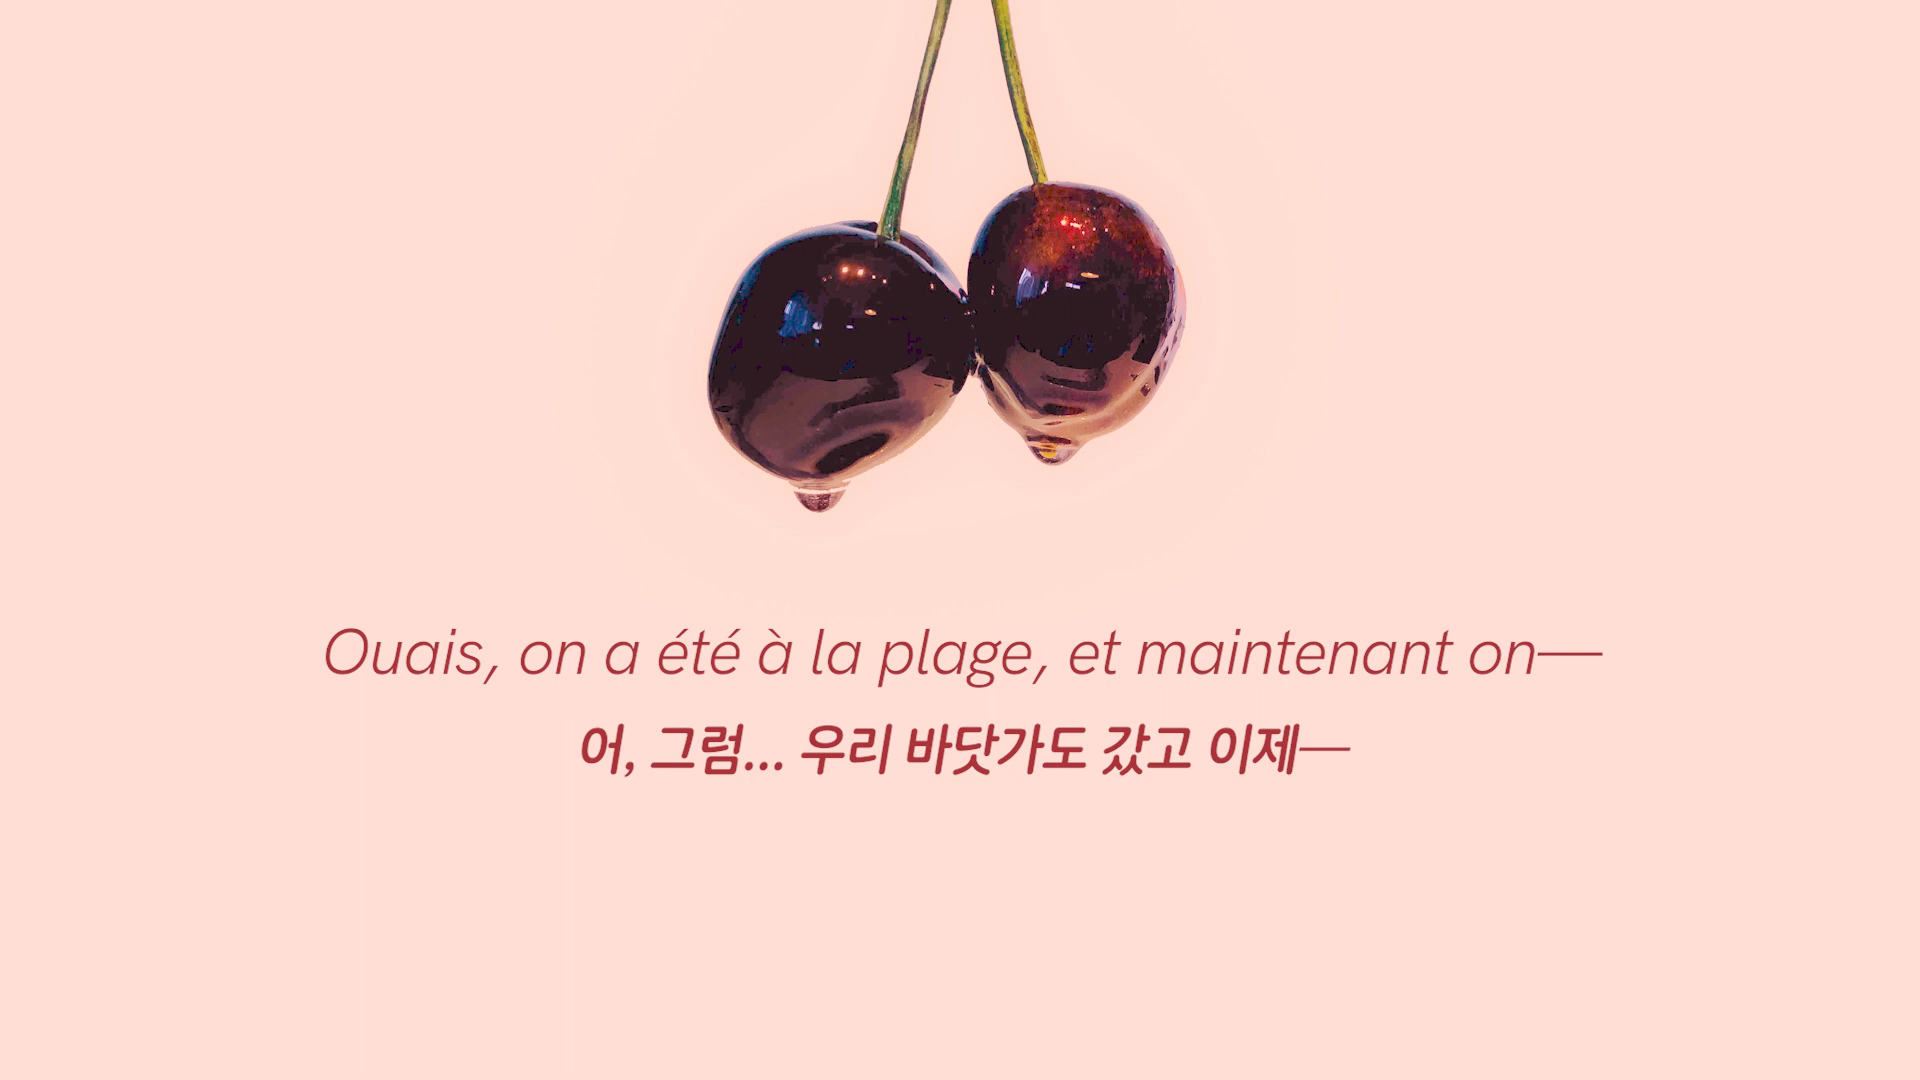 Ouais, on a été à la plage, et maintenant on—
어, 그럼... 우리 바닷가도 갔고 이제—